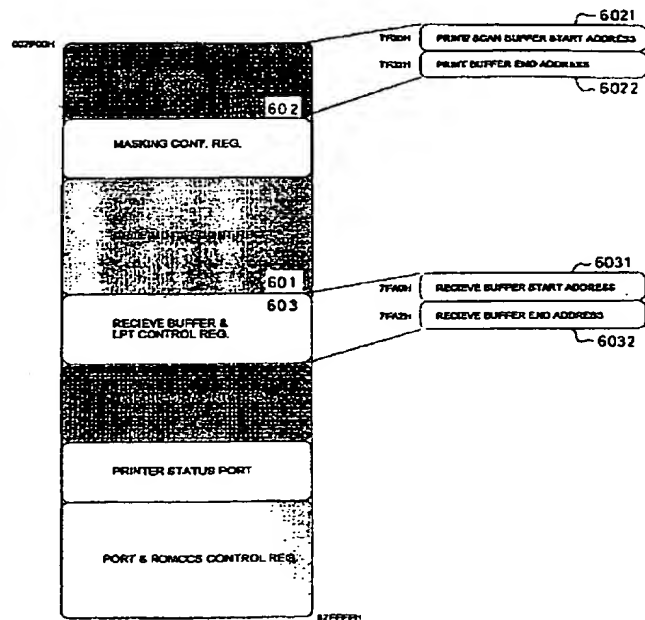 6021
PRINT/ SCAN BUFFER START ADDRESS
PRINT BUFFER END ADDRESS
6022
602
MASKING CONT. REG.
601
603
RECIEVE BUFFER &
LPT CONTROL REG.
6031
7FA0H RECIEVE BUFFER START ADDRESS
7FA2H RECIEVE BUFFER END ADDRESS
6032
PRINTER STATUS PORT
PORT & ROMCCS CONTROL REG.